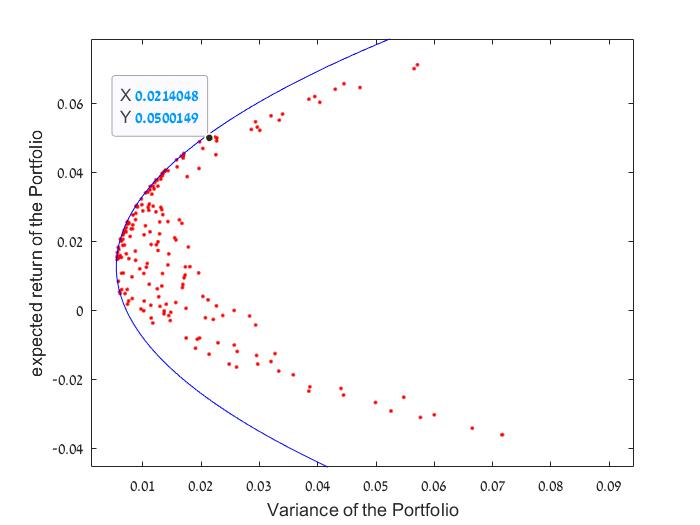 X 0.0214048
Y 0.0500149
0.06
0.04
0.02
0
-0.02
-0.04
expected return of the Portfolio
0.01 0.02 0.03 0.04 0.05 0.06 0.07 0.08 0.09
Variance of the Portfolio